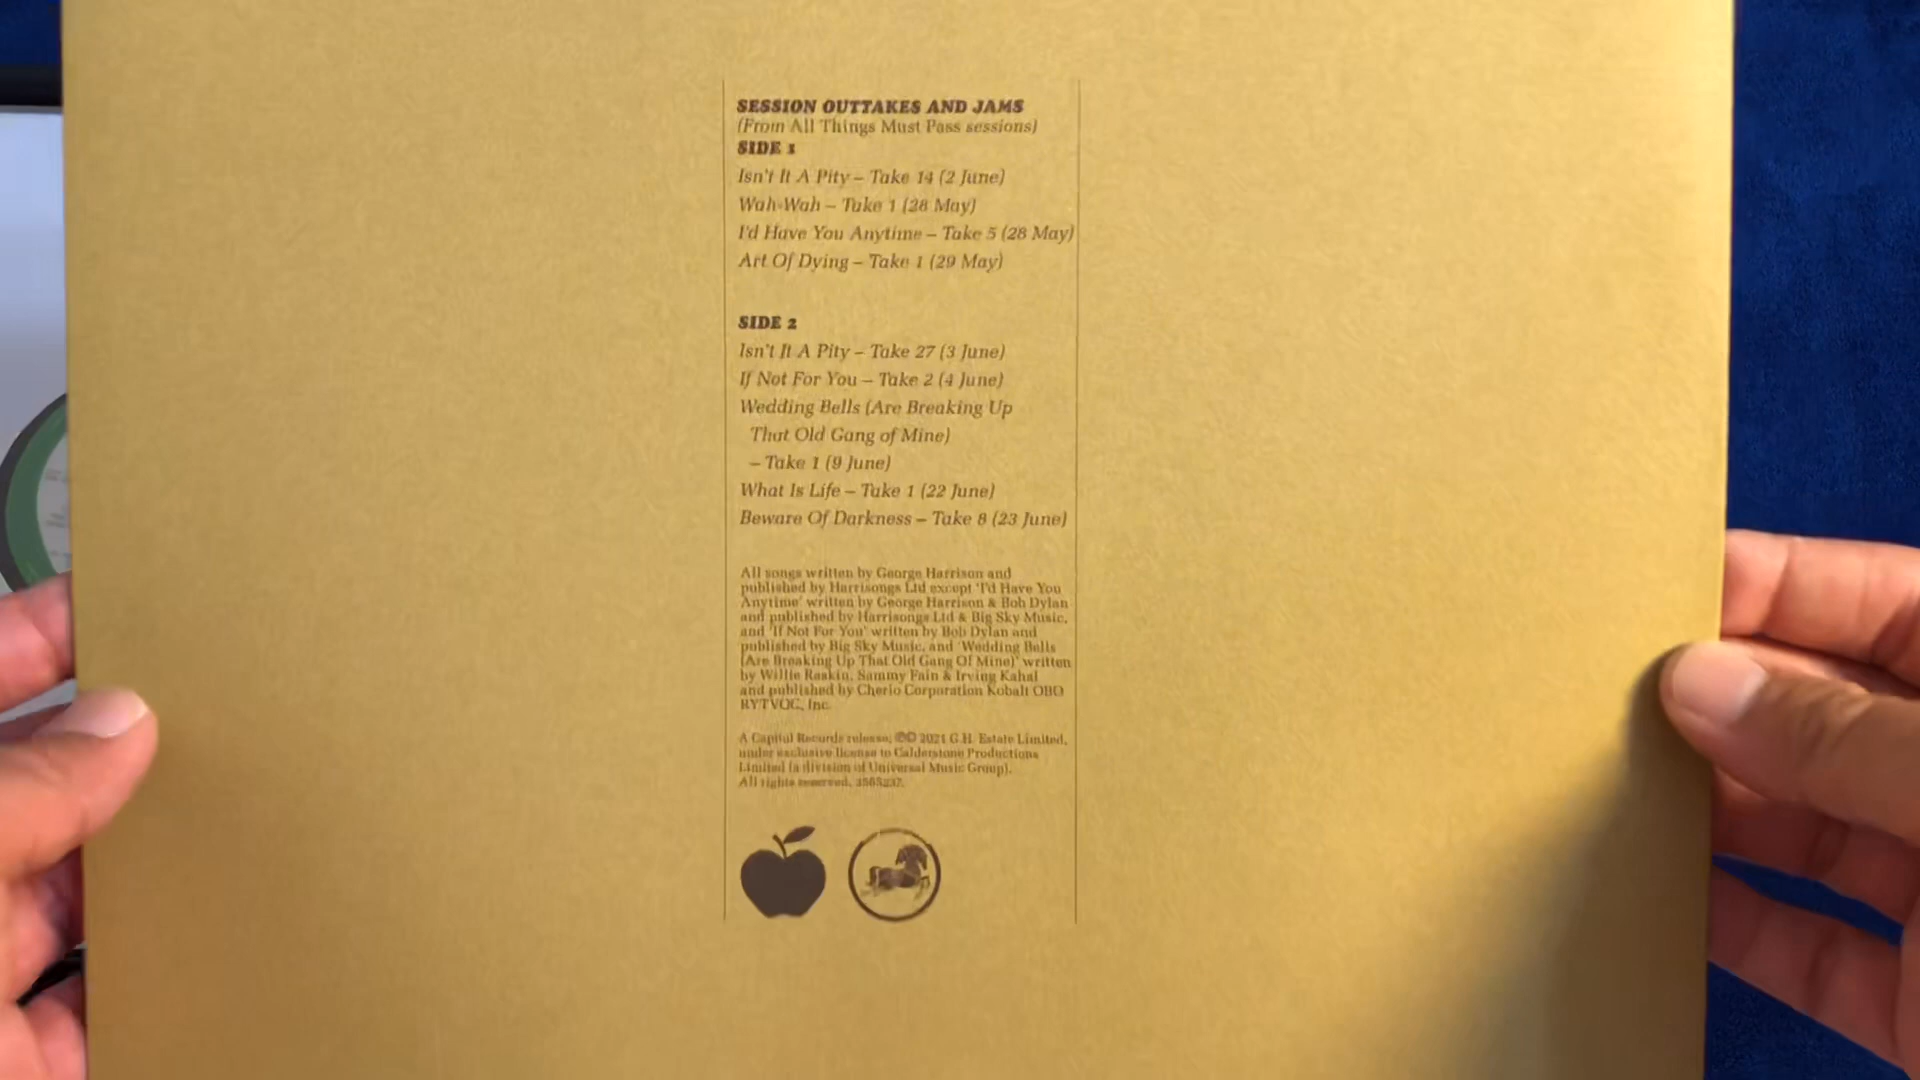 SESSION OUTTAKES AND JAMS
(From All Things Must Pass sessions)
SIDE 1
Isn't It A Pity – Take 14 (2 June)
Wah-Wah – Take 1 (28 May)
I'd Have You Anytime – Take 5 (28 May)
Art Of Dying – Take 1 (29 May)
SIDE 2
Isn't It A Pity – Take 27 (3 June)
If Not For You – Take 2 (4 June)
Wedding Bells (Are Breaking Up
That Old Gang of Mine)
– Take 1 (9 June)
What Is Life – Take 1 (22 June)
Beware Of Darkness – Take 8 (23 June)
All songs written by George Harrison and
published by Harrisongs Ltd except 'I'd Have You
Anytime' written by George Harrison & Bob Dylan
and published by Harrisongs Ltd & Big Sky Music,
and 'If Not For You' written by Bob Dylan and
published by Big Sky Music, and 'Wedding Bells
(Are Breaking Up That Old Gang Of Mine)' written
by Willie Raskin, Sammy Fain & Irving Kahal
and published by Cherio Corporation Kobalt OBO
RYTVOC, Inc.
A Capitol Records release; ℗© 2021 G.H. Estate Limited,
under exclusive license to Calderstone Productions
Limited (a division of Universal Music Group).
All rights reserved.